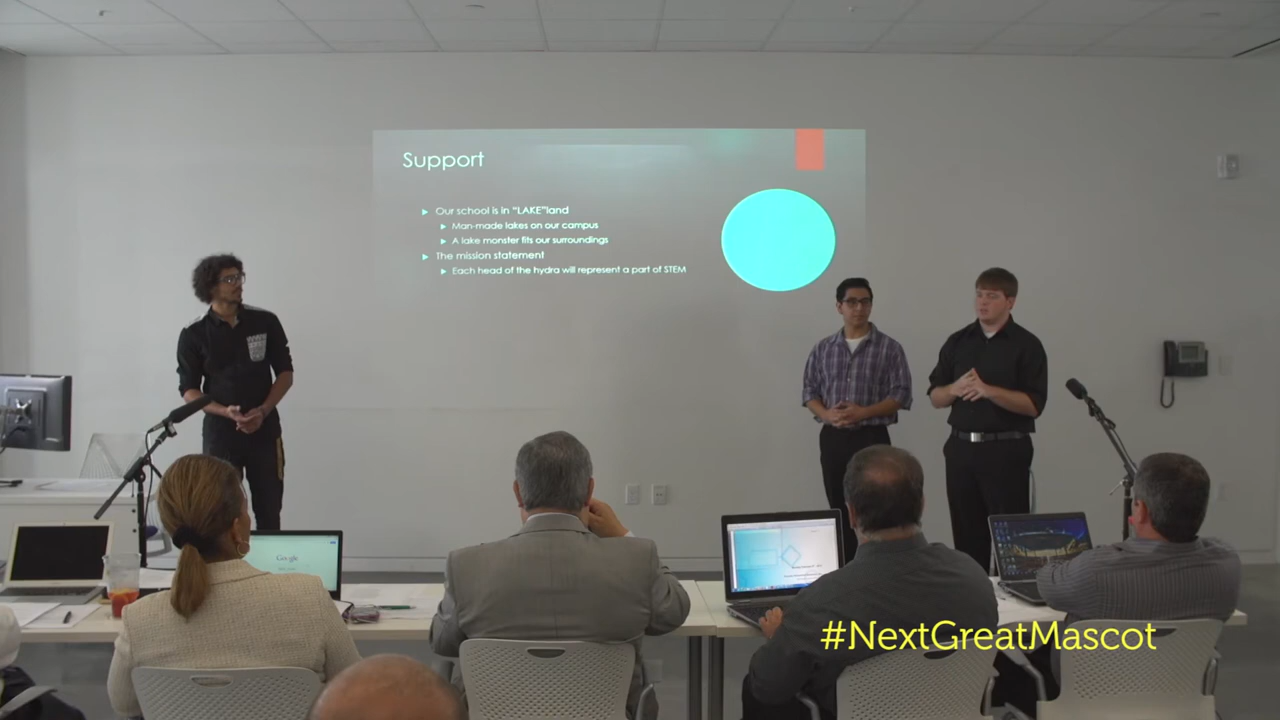 Support
Our school is in "LAKE"land
Man-made lakes on our campus
A lake monster fits our surroundings
The mission statement
Each head of the hydra will represent a part of STEM
Google
#NextGreatMascot